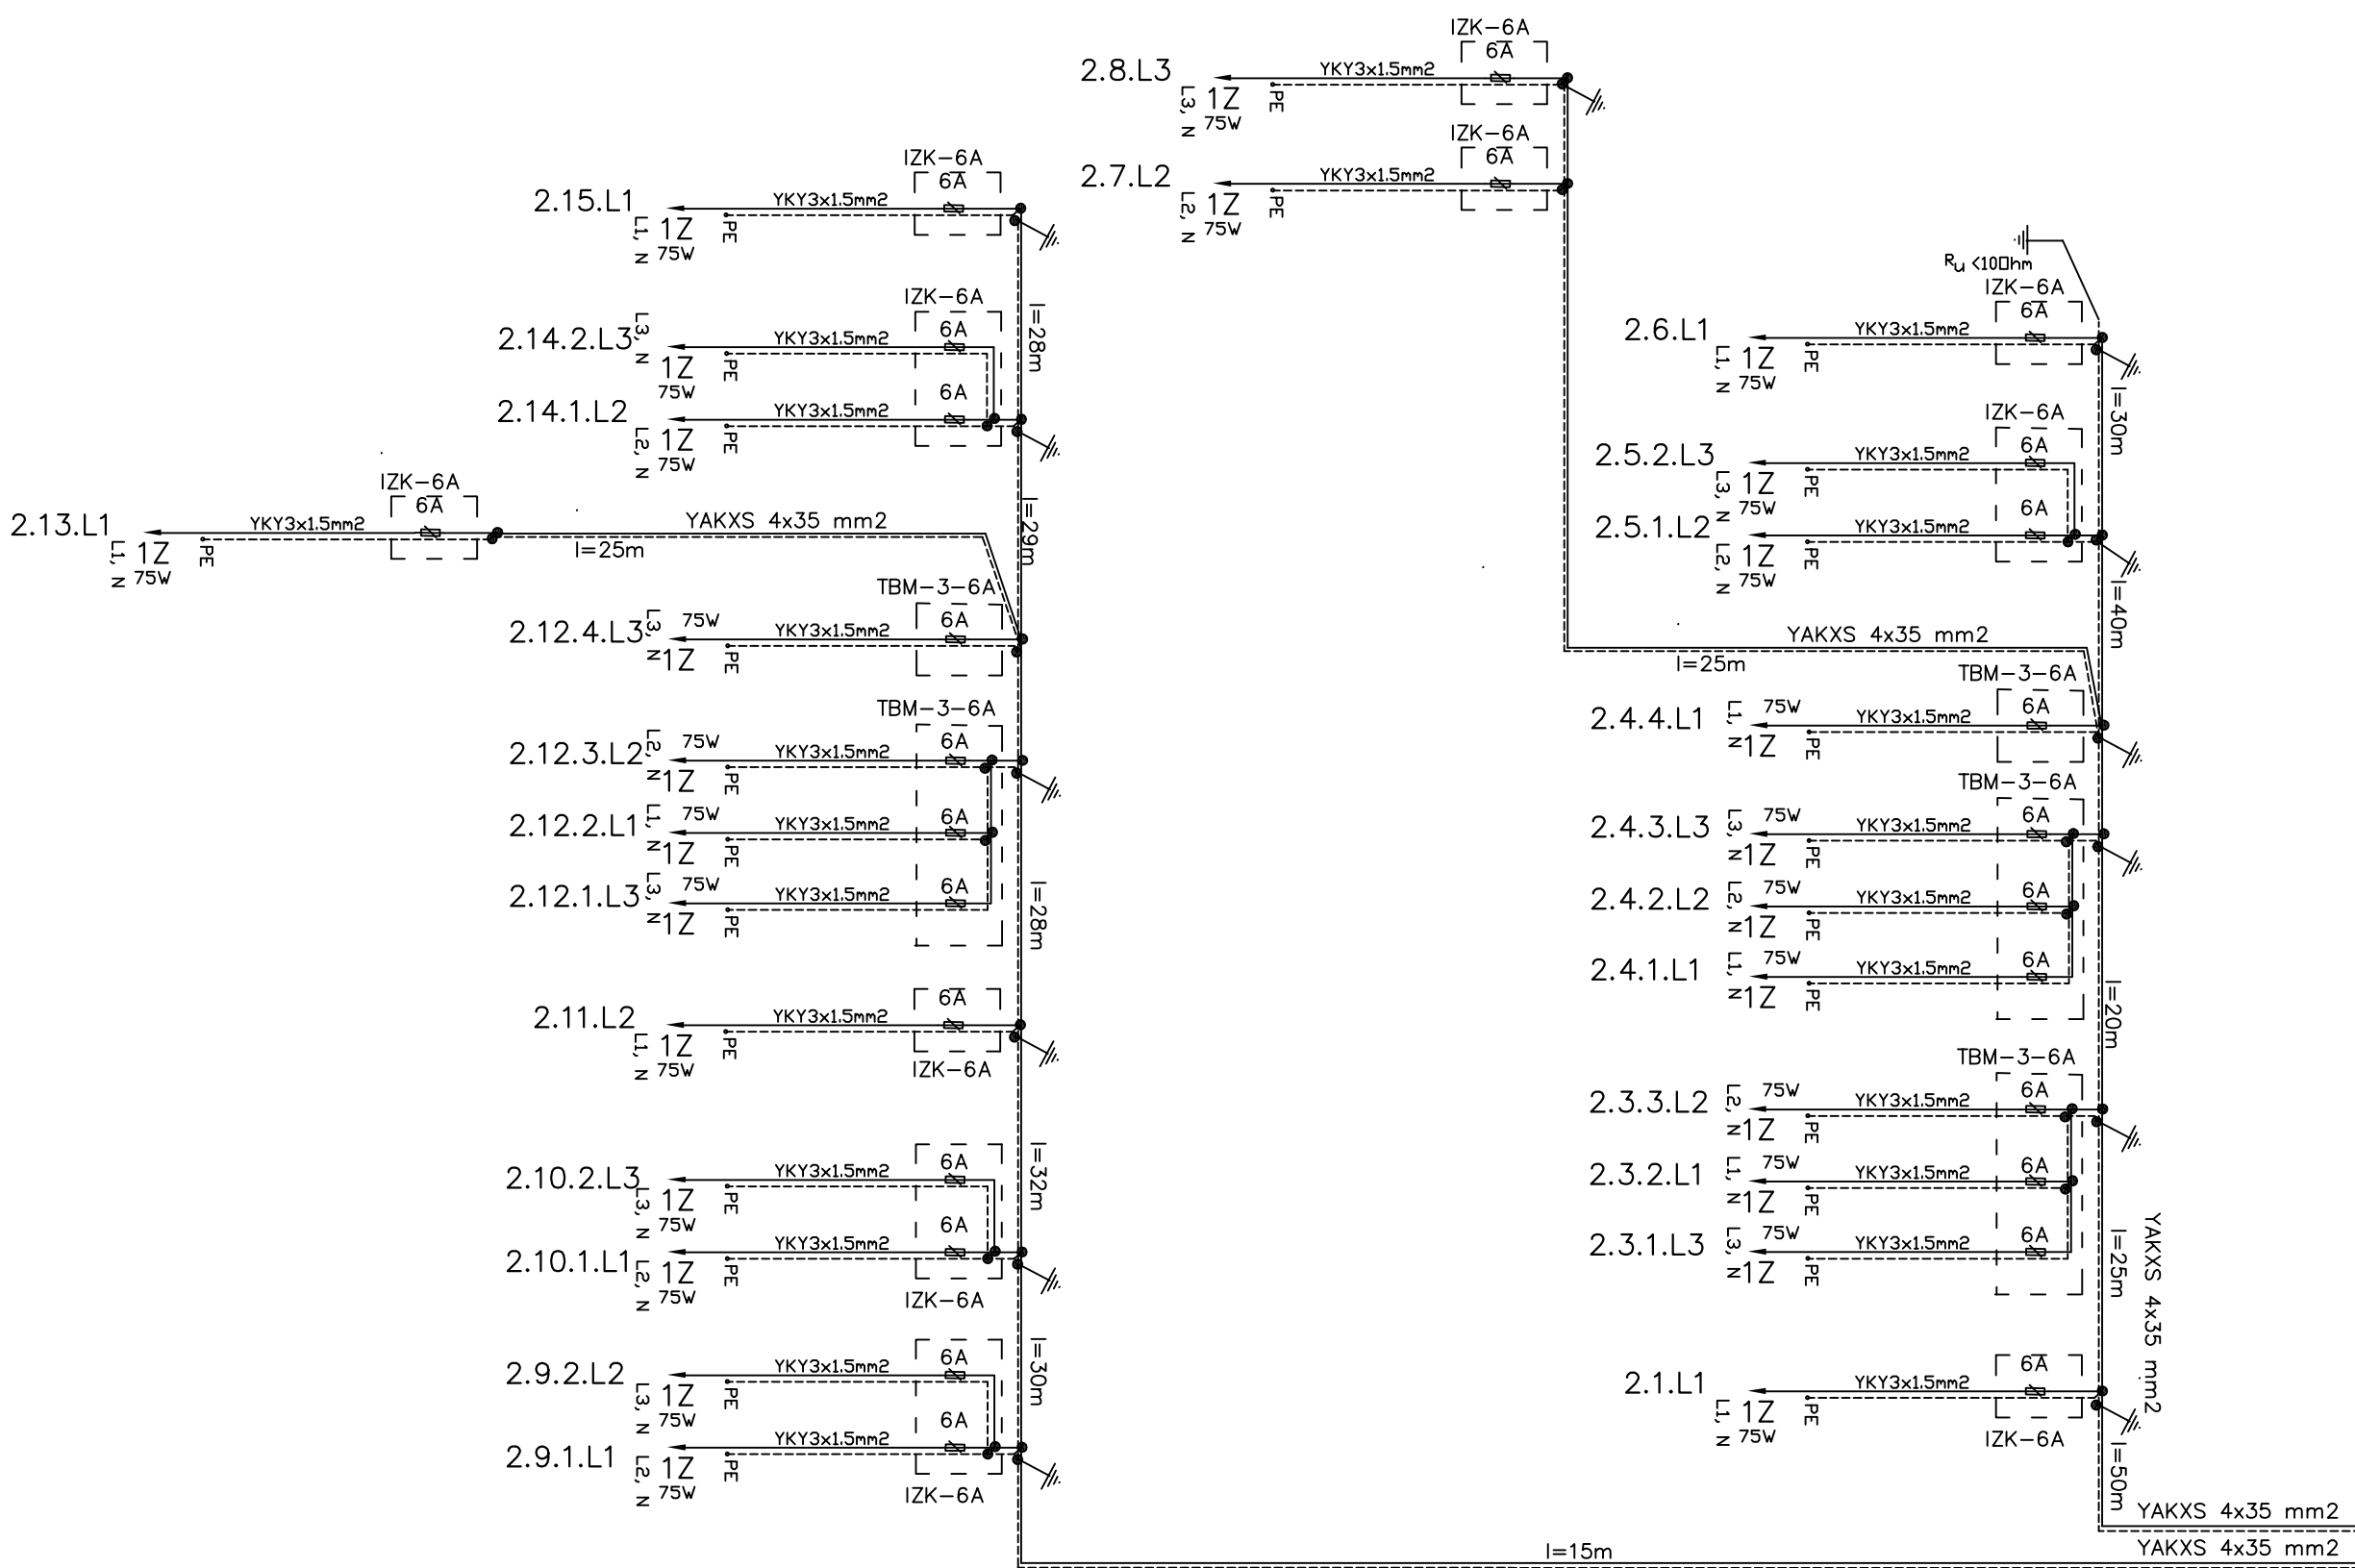 IZK-6A
6A
2.8.L3
YKY3x1.5mm2
L3, N
1Z
75W
PE
IZK-6A
6A
2.7.L2
YKY3x1.5mm2
L2, N
1Z
75W
PE
IZK-6A
6A
2.15.L1
YKY3x1.5mm2
L1, N
1Z
75W
PE
IZK-6A
6A
2.14.2.L3
L3, N
YKY3x1.5mm2
1Z
75W
PE
l=28m
6A
2.14.1.L2
YKY3x1.5mm2
L2, N
1Z
75W
PE
IZK-6A
6A
2.13.L1
YKY3x1.5mm2
L1, N
1Z
75W
PE
YAKXS 4x35 mm2
l=25m
l=29m
TBM-3-6A
6A
2.12.4.L3
L3, N
75W
YKY3x1.5mm2
1Z
PE
TBM-3-6A
6A
2.12.3.L2
L2, N
75W
YKY3x1.5mm2
1Z
PE
6A
2.12.2.L1
L1, N
75W
YKY3x1.5mm2
1Z
PE
6A
2.12.1.L3
L3, N
75W
YKY3x1.5mm2
1Z
PE
l=28m
6A
2.11.L2
YKY3x1.5mm2
L1, N
1Z
75W
PE
IZK-6A
6A
2.10.2.L3
YKY3x1.5mm2
L3, N
1Z
75W
PE
l=32m
6A
2.10.1.L1
YKY3x1.5mm2
L2, N
1Z
75W
PE
IZK-6A
6A
2.9.2.L2
YKY3x1.5mm2
L3, N
1Z
75W
PE
l=30m
6A
2.9.1.L1
YKY3x1.5mm2
L2, N
1Z
75W
PE
IZK-6A
Ru <10Ohm
IZK-6A
6A
2.6.L1
YKY3x1.5mm2
L1, N
1Z
75W
PE
l=30m
IZK-6A
6A
2.5.2.L3
YKY3x1.5mm2
L3, N
1Z
75W
PE
6A
2.5.1.L2
YKY3x1.5mm2
L2, N
1Z
75W
PE
l=40m
YAKXS 4x35 mm2
l=25m
TBM-3-6A
6A
2.4.4.L1
L1, N
75W
YKY3x1.5mm2
1Z
PE
TBM-3-6A
6A
2.4.3.L3
L3, N
75W
YKY3x1.5mm2
1Z
PE
6A
2.4.2.L2
L2, N
75W
YKY3x1.5mm2
1Z
PE
6A
2.4.1.L1
L1, N
75W
YKY3x1.5mm2
1Z
PE
l=20m
TBM-3-6A
6A
2.3.3.L2
L2, N
75W
YKY3x1.5mm2
1Z
PE
6A
2.3.2.L1
L1, N
75W
YKY3x1.5mm2
1Z
PE
6A
2.3.1.L3
L3, N
75W
YKY3x1.5mm2
1Z
PE
l=25m
YAKXS 4x35 mm2
6A
2.1.L1
YKY3x1.5mm2
L1, N
1Z
75W
PE
IZK-6A
l=50m
YAKXS 4x35 mm2
l=15m
YAKXS 4x35 mm2